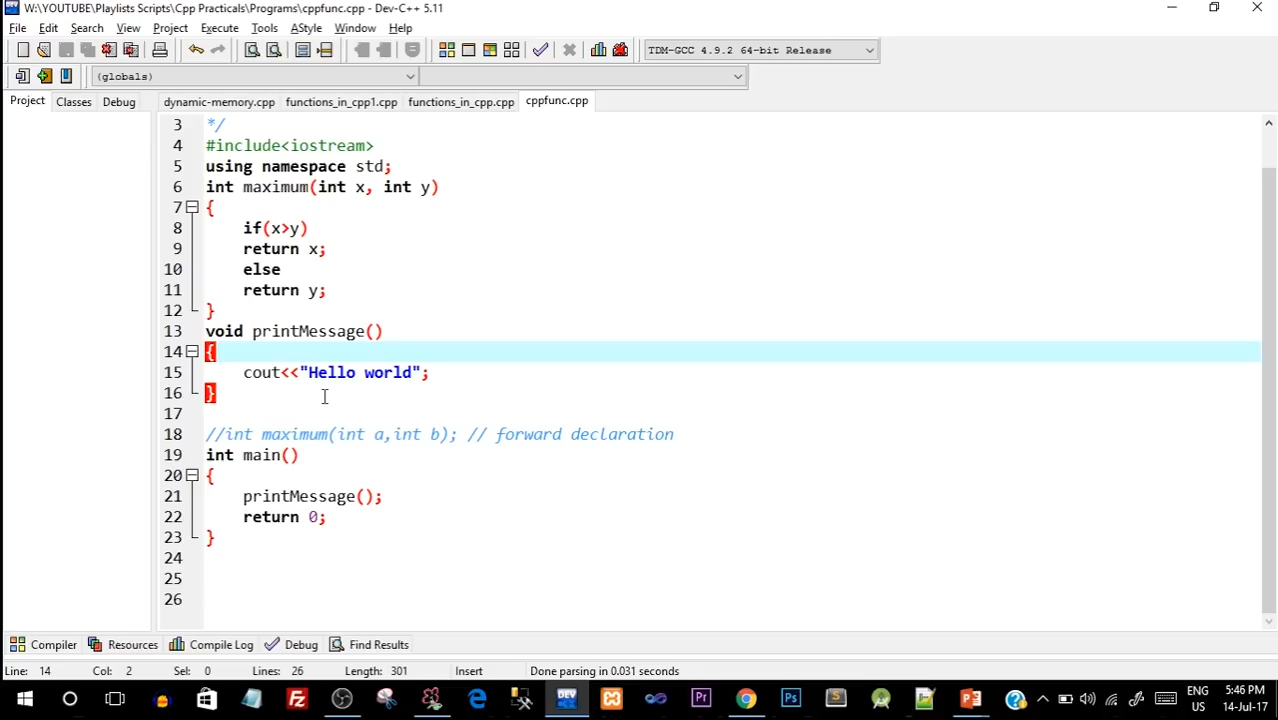 W:\YOUTUBE\Playlists Scripts\Cpp Practicals\Programs\cppfunc.cpp - Dev-C++ 5.11
File Edit Search View Project Execute Tools AStyle Window Help
TDM-GCC 4.9.2 64-bit Release
(globals)
Project Classes Debug dynamic-memory.cpp functions_in_cpp1.cpp functions_in_cpp.cpp cppfunc.cpp
3 */
4 #include<iostream>
5 using namespace std;
6 int maximum(int x, int y)
7 {
8 if(x>y)
9 return x;
10 else
11 return y;
12 }
13 void printMessage()
14 {
15 cout<<"Hello world";
16 }
17
18 //int maximum(int a,int b); // forward declaration
19 int main()
20 {
21 printMessage();
22 return 0;
23 }
24
25
26
Compiler Resources Compile Log Debug Find Results
Line: 14 Col: 2 Sel: 0 Lines: 26 Length: 301 Insert Done parsing in 0.031 seconds
DEV Pr Ps S ENG 5:46 PM
US 14-Jul-17